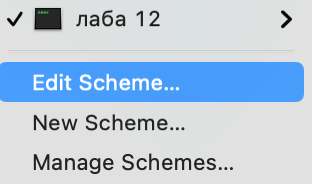 лаба 12
Edit Scheme...
New Scheme...
Manage Schemes...